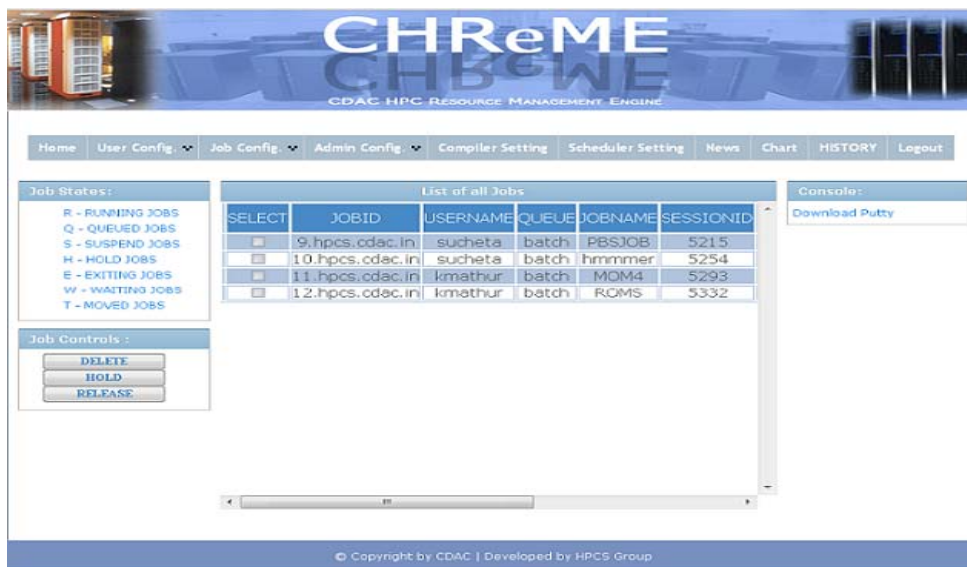 CHReME
CDAC HPC RESOURCE MANAGEMENT ENGINE
Home User Config. Job Config. Admin Config. Compiler Setting Scheduler Setting News Chart HISTORY Logout
Job States:
R - RUNNING JOBS
Q - QUEUED JOBS
S - SUSPEND JOBS
H - HOLD JOBS
E - EXITING JOBS
W - WAITING JOBS
T - MOVED JOBS
Job Controls :
DELETE
HOLD
RELEASE
List of all Jobs
SELECT JOBID USERNAME QUEUE JOBNAME SESSIONID
9.hpcs.cdac.in sucheta batch PBSJOB 5215
10.hpcs.cdac.in sucheta batch hmmmer 5254
11.hpcs.cdac.in kmathur batch MOM4 5293
12.hpcs.cdac.in kmathur batch ROMS 5332
Console:
Download Putty
© Copyright by CDAC | Developed by HPCS Group